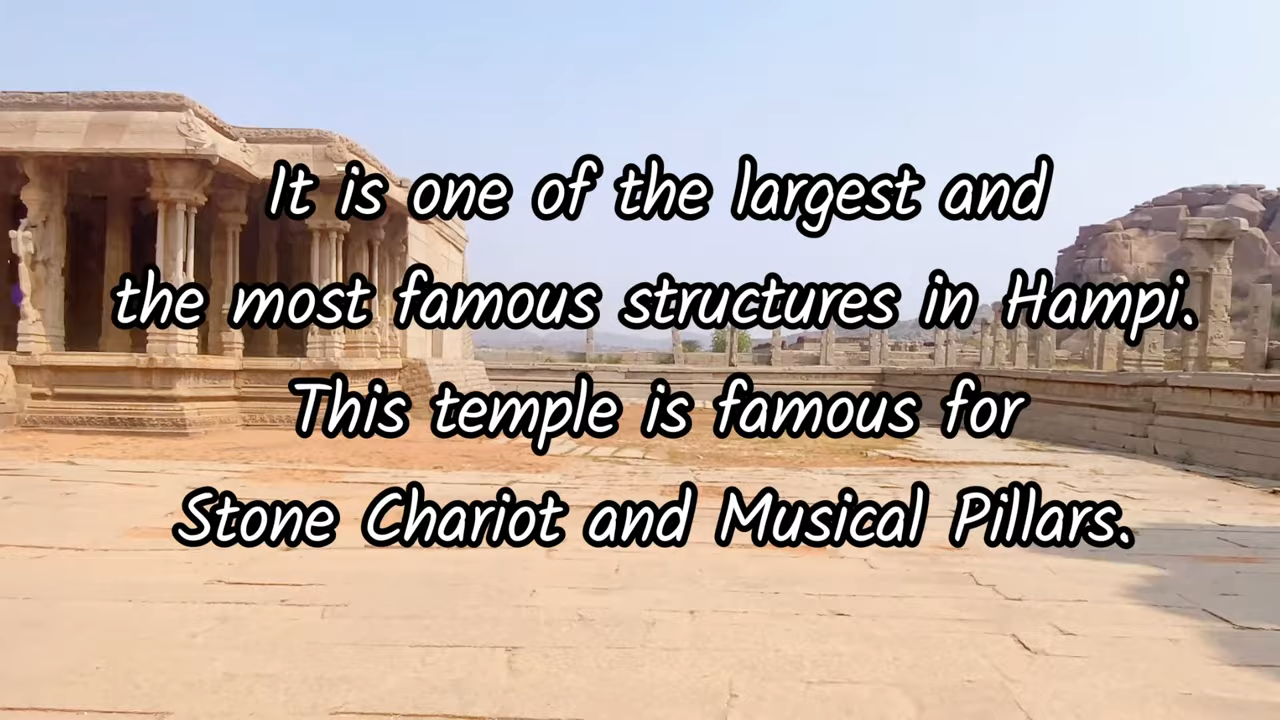 It is one of the largest and
the most famous structures in Hampi.
This temple is famous for
Stone Chariot and Musical Pillars.